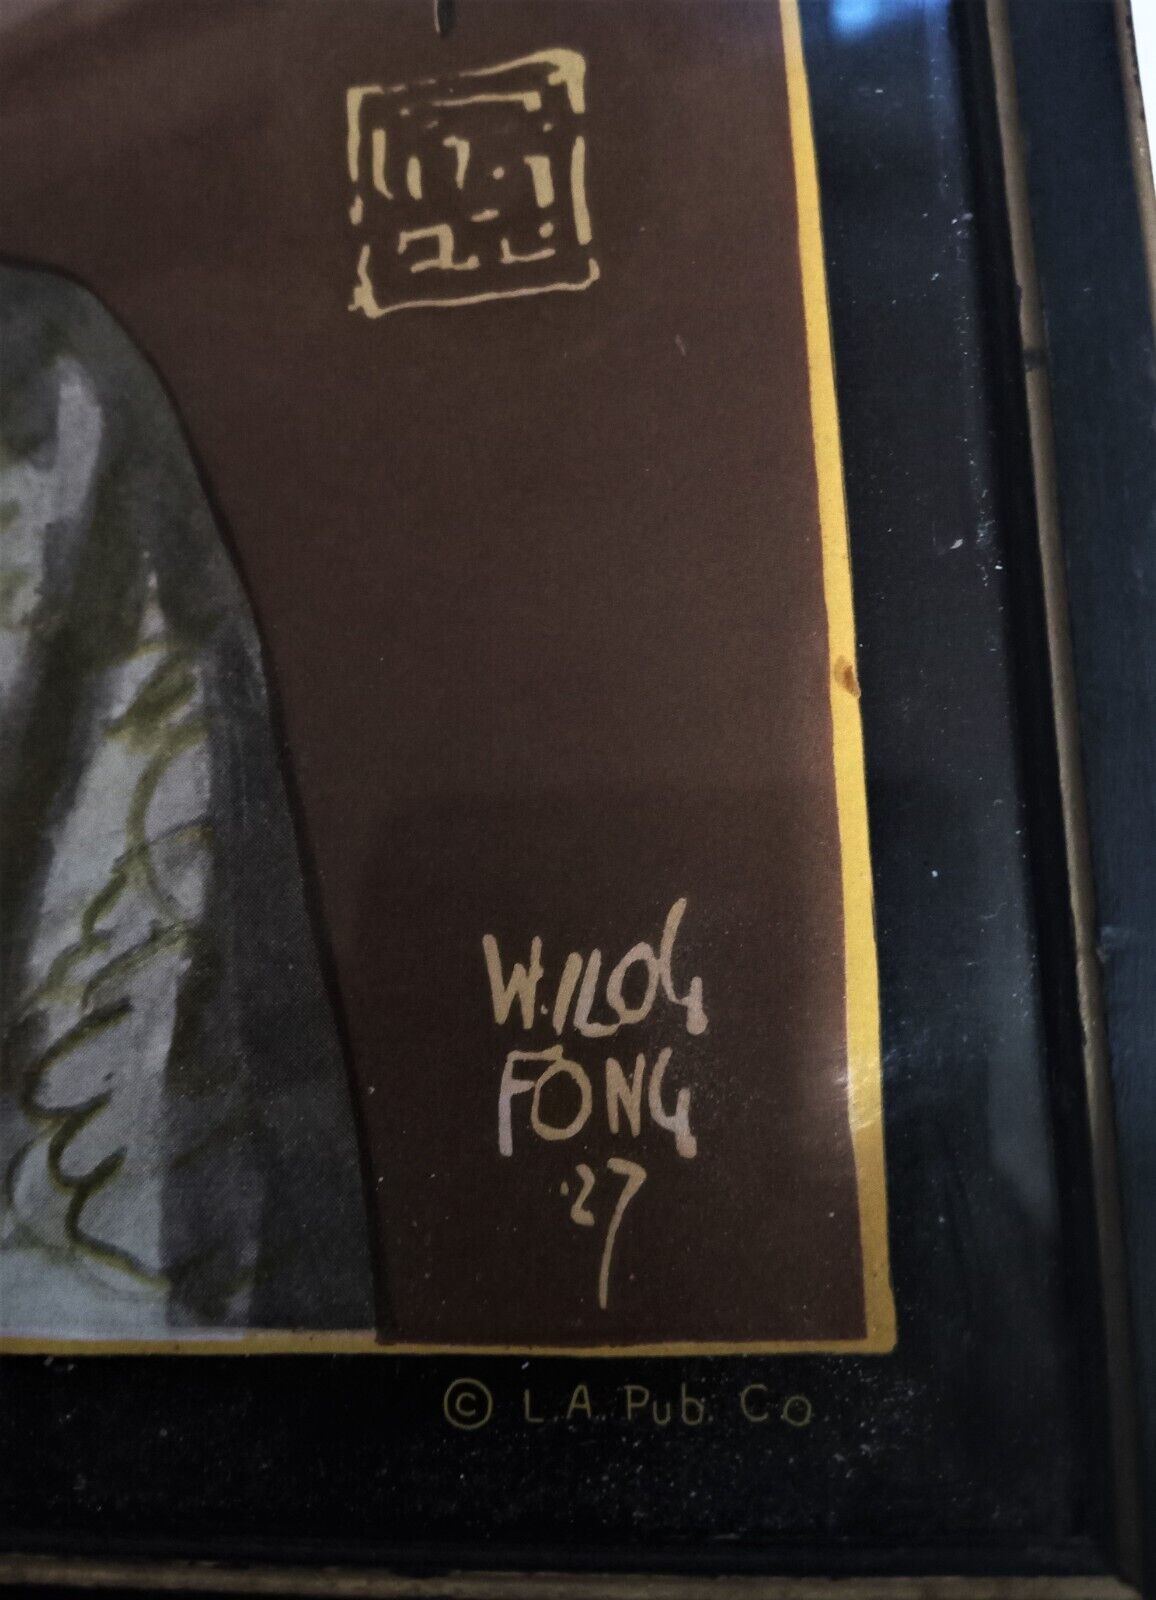 W. ILOG
FONG
.27
© L.A. Pub. Co